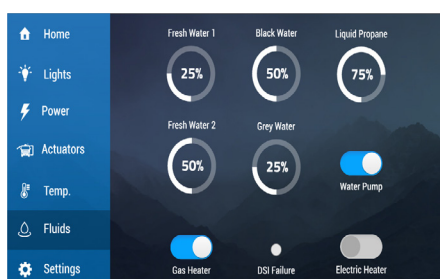 Home
Lights
Power
Actuators
Temp.
Fluids
Settings
Fresh Water 1 Black Water Liquid Propane
25% 50% 75%
Fresh Water 2 Grey Water
50% 25%
Water Pump
Gas Heater DSI Failure Electric Heater